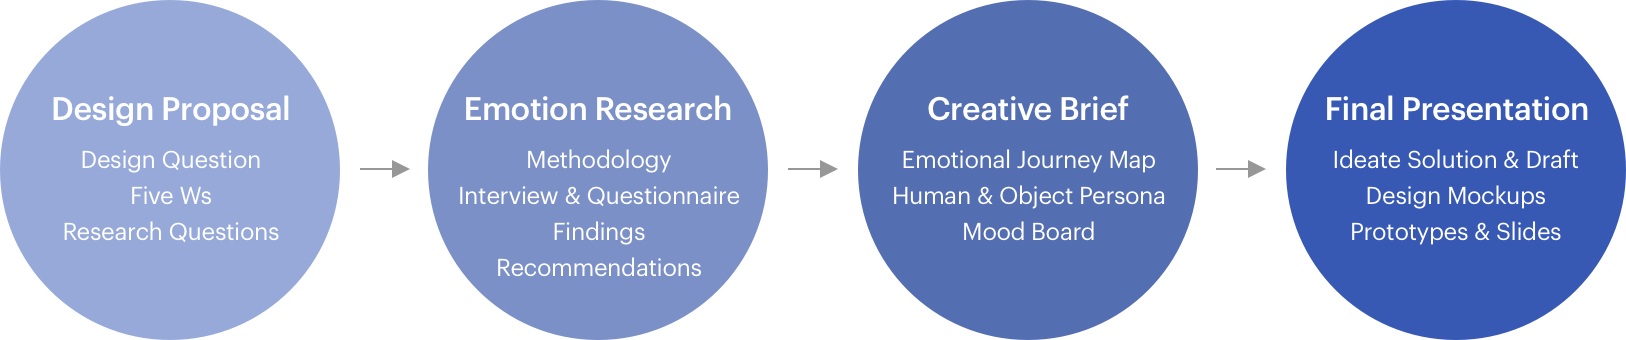 Design Proposal
Design Question
Five Ws
Research Questions
Emotion Research
Methodology
Interview & Questionnaire
Findings
Recommendations
Creative Brief
Emotional Journey Map
Human & Object Persona
Mood Board
Final Presentation
Ideate Solution & Draft
Design Mockups
Prototypes & Slides